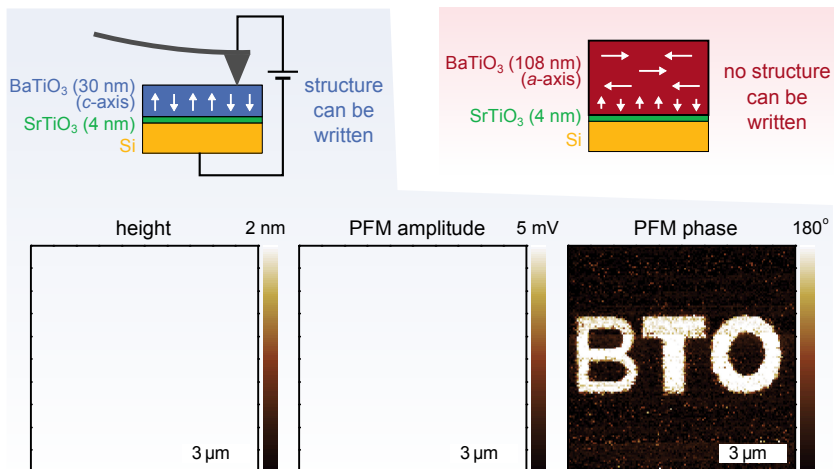 BaTiO₃ (30 nm)
(c-axis)
SrTiO₃ (4 nm)
Si
structure
can be
written
BaTiO₃ (108 nm)
(a-axis)
SrTiO₃ (4 nm)
Si
no structure
can be
written
height
2 nm
3 µm
PFM amplitude
5 mV
3 µm
PFM phase
180°
BTO
3 µm